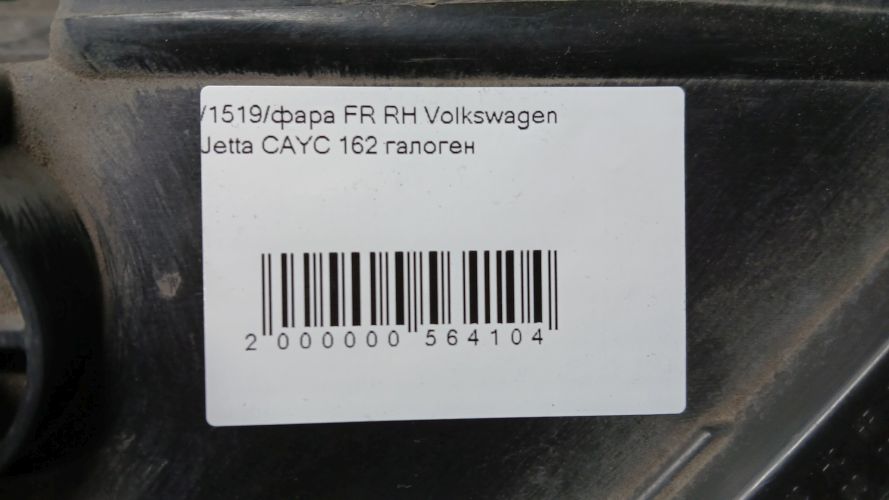 /1519/фара FR RH Volkswagen
Jetta CAYC 162 галоген
2 000000 564104